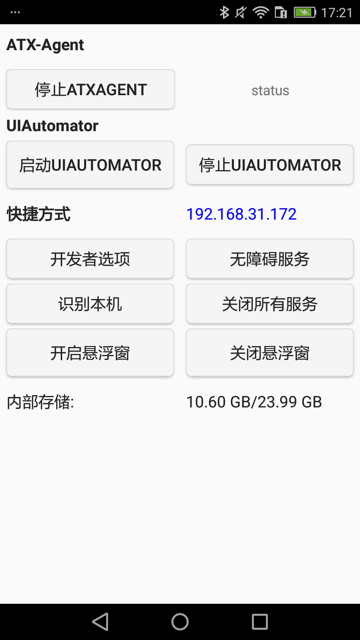 17:21
ATX-Agent
停止ATXAGENT
status
UIAutomator
启动UIAUTOMATOR
停止UIAUTOMATOR
快捷方式
192.168.31.172
开发者选项
无障碍服务
识别本机
关闭所有服务
开启悬浮窗
关闭悬浮窗
内部存储:
10.60 GB/23.99 GB